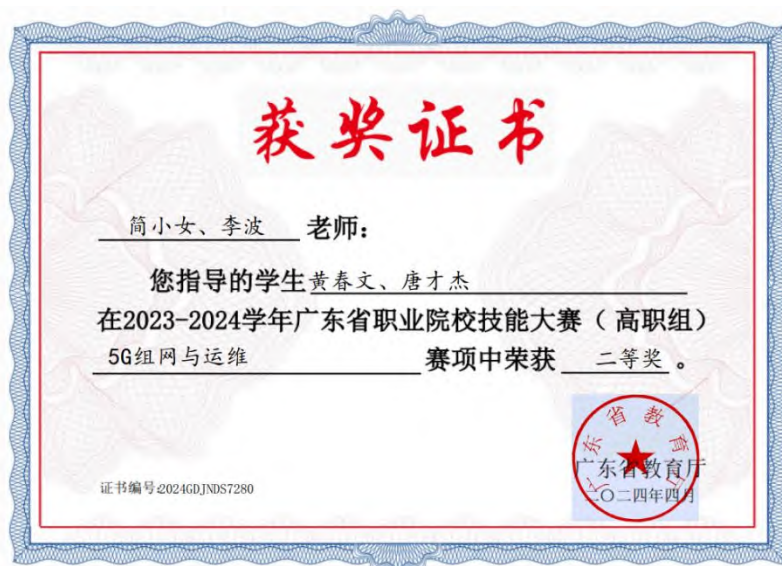 获奖证书
简小女、李波 老师：
您指导的学生黄春文、唐才杰
在2023-2024学年广东省职业院校技能大赛（高职组）
5G组网与运维 赛项中荣获 二等奖 。
广东省教育厅
广东省教育厅
二〇二四年四月
证书编号:2024GDJNDS7280